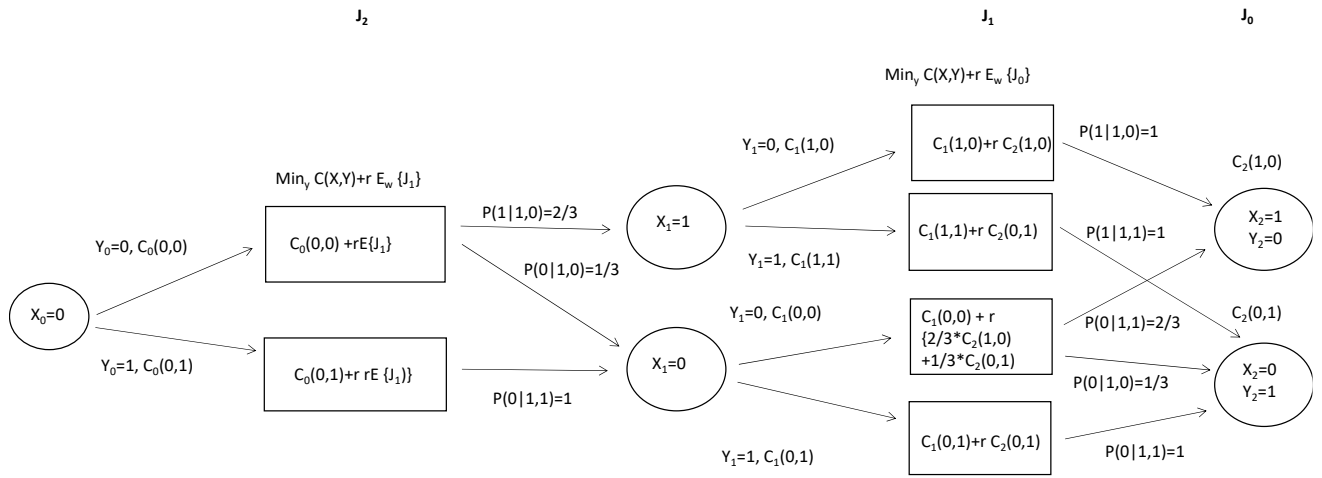 J₂
J₁
J₀
Minᵧ C(X,Y)+r E_w {J₀}
Y₁=0, C₁(1,0)
C₁(1,0)+r C₂(1,0)
P(1|1,0)=1
C₂(1,0)
Minᵧ C(X,Y)+r E_w {J₁}
Y₀=0, C₀(0,0)
C₀(0,0) +rE{J₁}
P(1|1,0)=2/3
P(0|1,0)=1/3
X₁=1
Y₁=1, C₁(1,1)
C₁(1,1)+r C₂(0,1)
P(1|1,1)=1
X₂=1
Y₂=0
X₀=0
Y₀=1, C₀(0,1)
C₀(0,1)+r rE {J₁)}
P(0|1,1)=1
X₁=0
Y₁=0, C₁(0,0)
C₁(0,0) + r
{2/3*C₂(1,0)
+1/3*C₂(0,1)
P(0|1,1)=2/3
P(0|1,0)=1/3
C₂(0,1)
X₂=0
Y₂=1
Y₁=1, C₁(0,1)
C₁(0,1)+r C₂(0,1)
P(0|1,1)=1